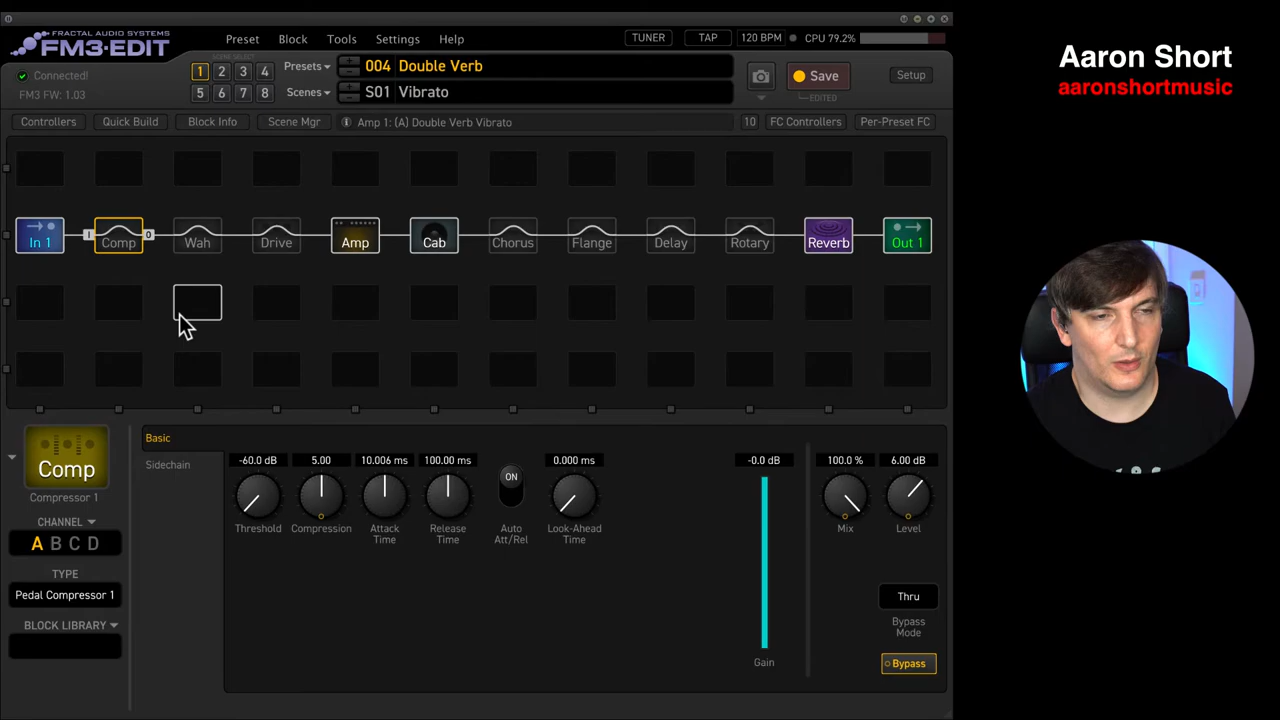 FRACTAL AUDIO SYSTEMS
FM3-EDIT
Preset Block Tools Settings Help
TUNER TAP 120 BPM CPU 79.2%
Connected!
FM3 FW: 1.03
SCENE SELECT
1 2 3 4
5 6 7 8
Presets 004 Double Verb
Scenes S01 Vibrato
Save
EDITED
Setup
Controllers Quick Build Block Info Scene Mgr Amp 1: (A) Double Verb Vibrato 10 FC Controllers Per-Preset FC
In 1 I Comp O Wah Drive Amp Cab Chorus Flange Delay Rotary Reverb Out 1
Comp
Compressor 1
CHANNEL
A B C D
TYPE
Pedal Compressor 1
BLOCK LIBRARY
Basic
Sidechain
-60.0 dB 5.00 10.006 ms 100.00 ms ON 0.000 ms -0.0 dB 100.0 % 6.00 dB
Threshold Compression Attack Time Release Time Auto Att/Rel Look-Ahead Time Mix Level
Gain
Thru
Bypass Mode
Bypass
Aaron Short
aaronshortmusic